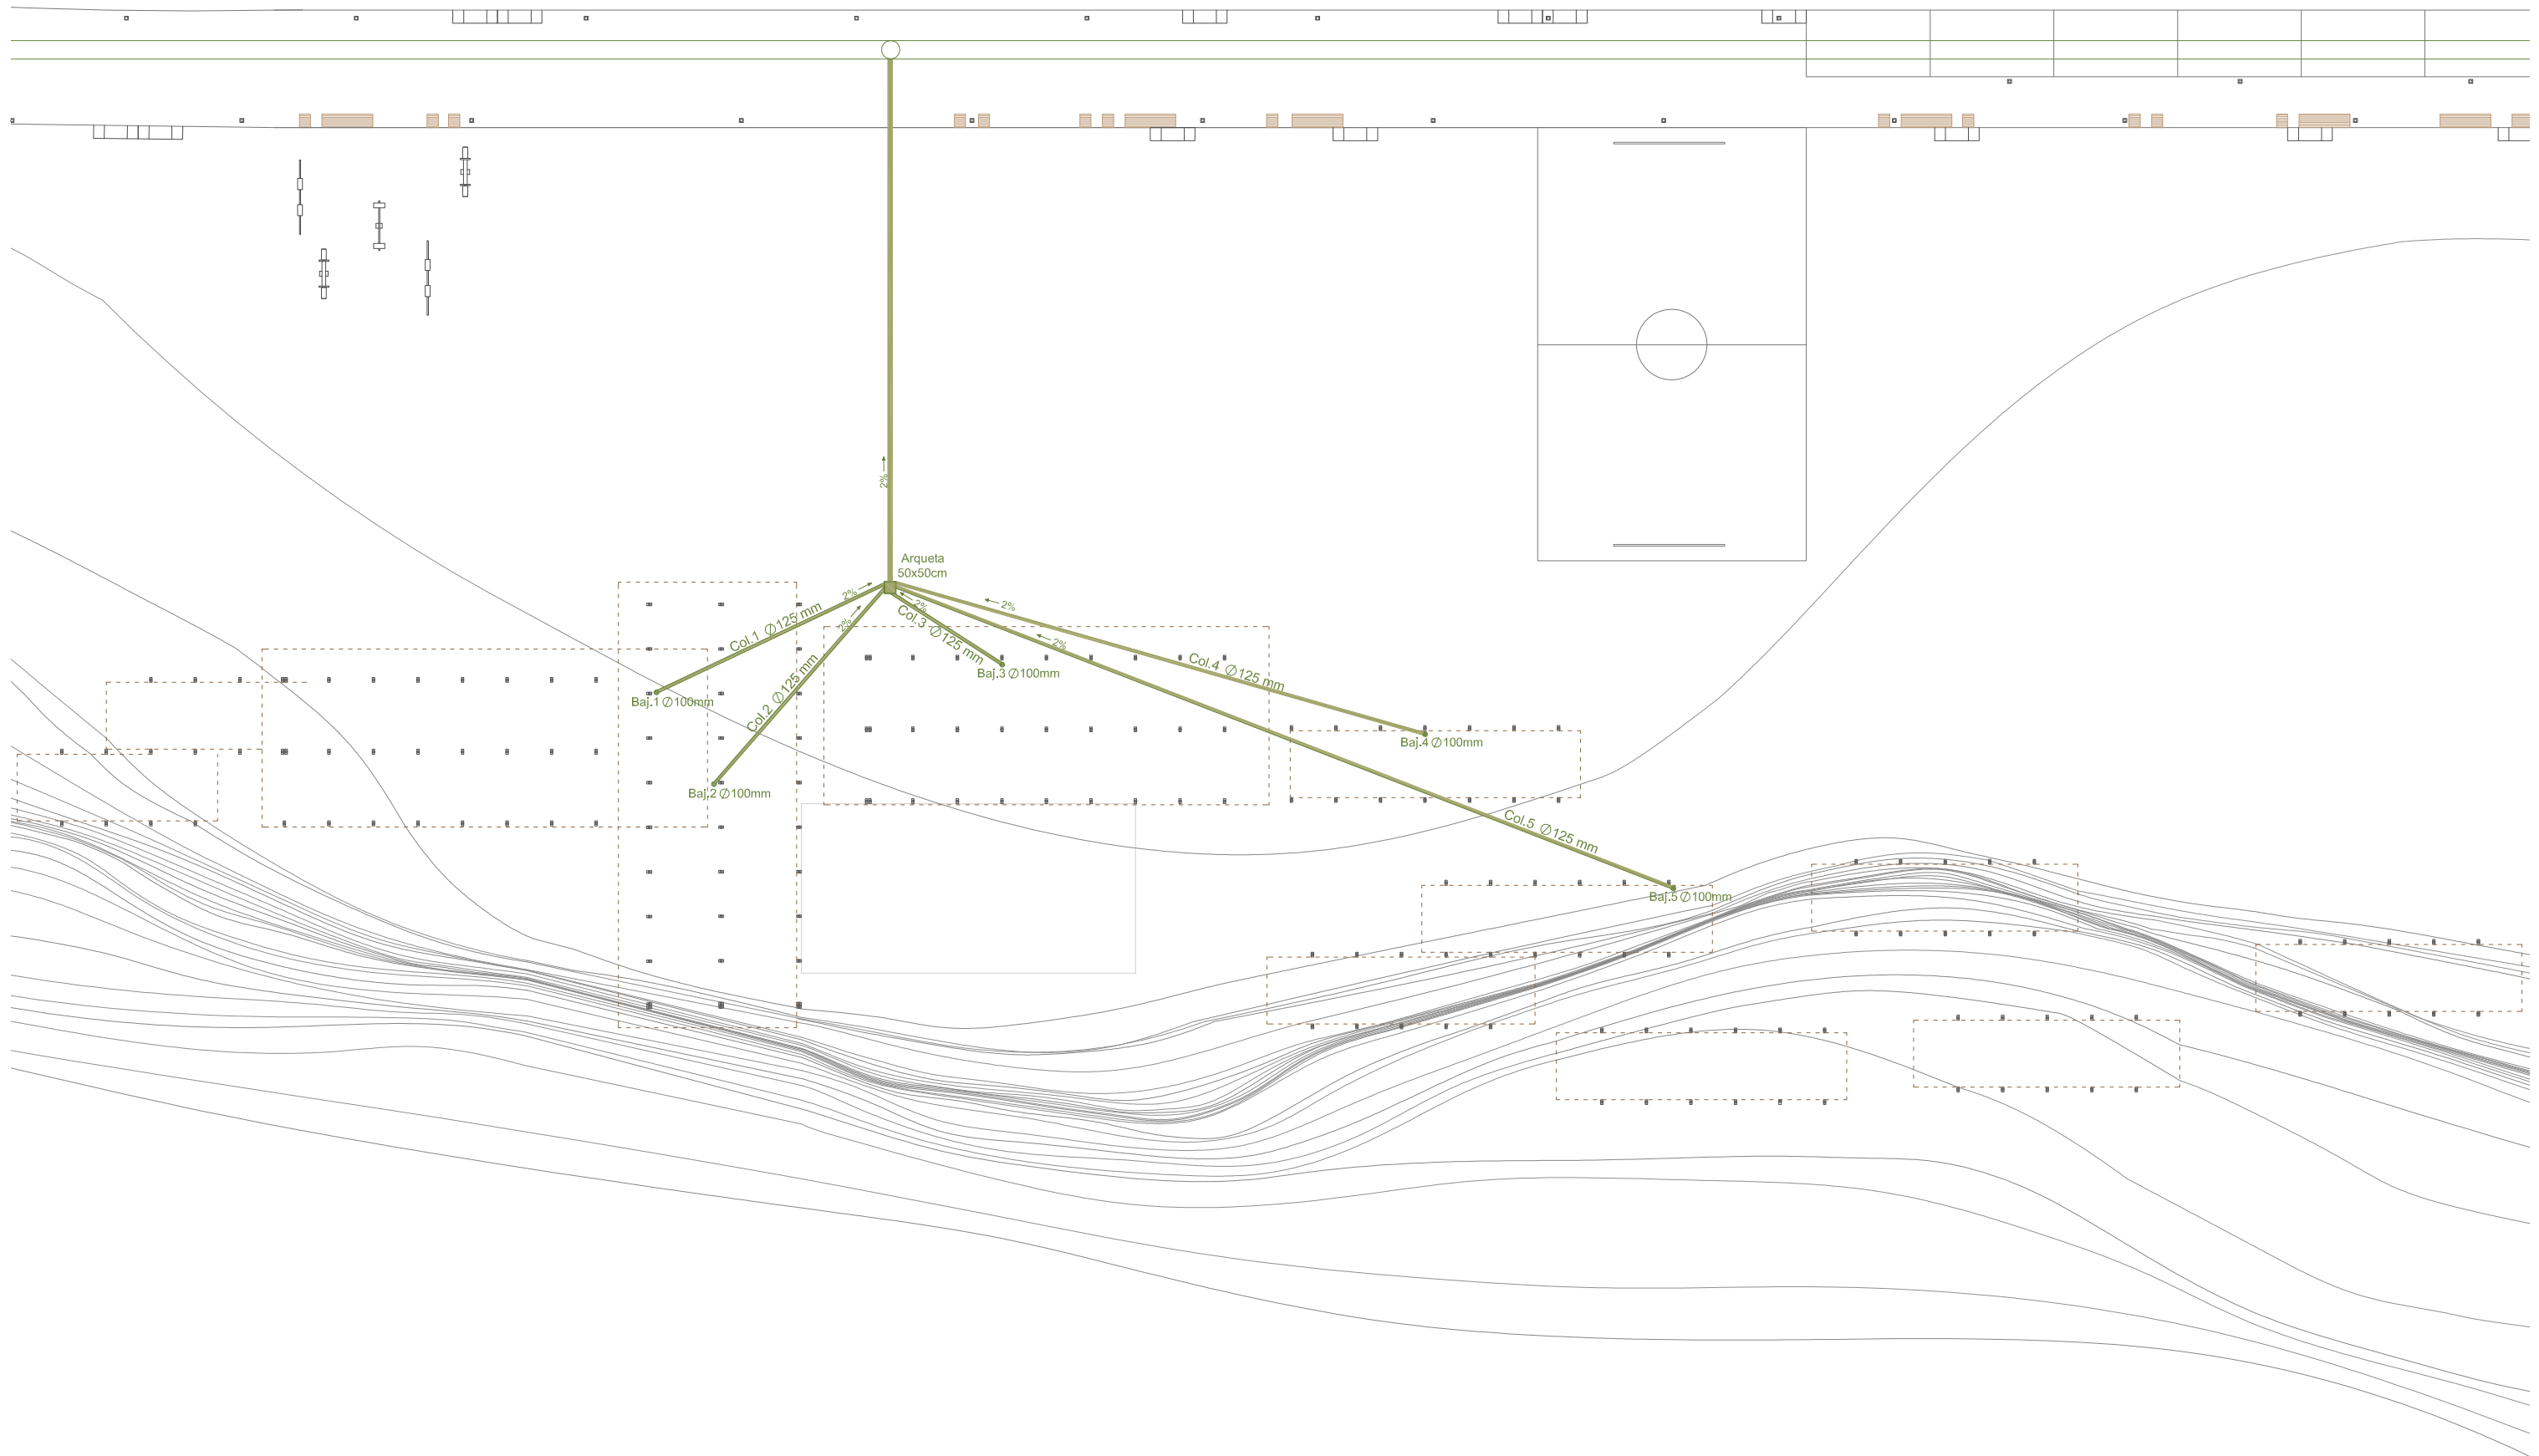 2%
Arqueta
50x50cm
2%
2%
2%
2%
2%
Col.1 ∅125 mm
Col.2 ∅125 mm
Col.3 ∅125 mm
Col.4 ∅125 mm
Col.5 ∅125 mm
Baj.1 ∅100mm
Baj.2 ∅100mm
Baj.3 ∅100mm
Baj.4 ∅100mm
Baj.5 ∅100mm